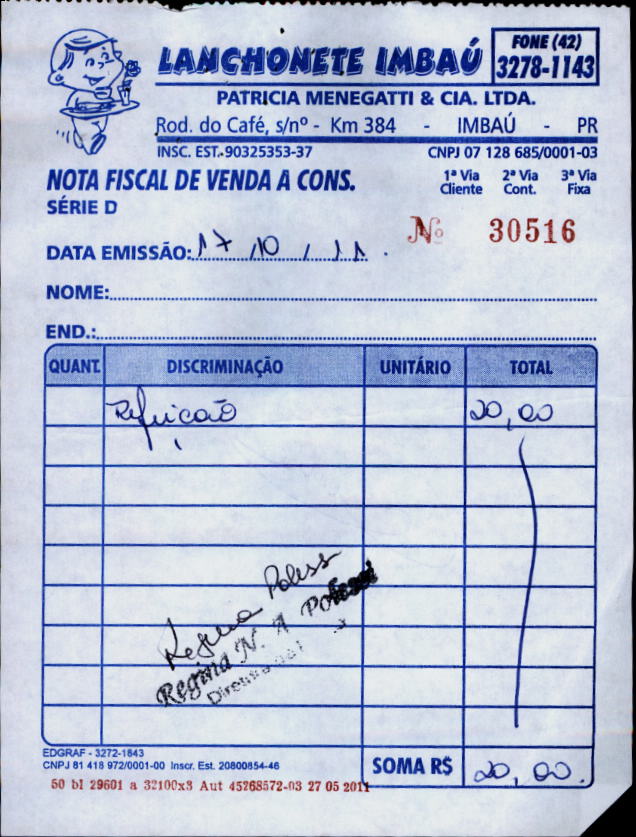 LANCHONETE IMBAÚ
FONE (42)
3278-1143
PATRICIA MENEGATTI & CIA. LTDA.
Rod. do Café, s/nº - Km 384 - IMBAÚ - PR
INSC. EST. 90325353-37 CNPJ 07 128 685/0001-03
NOTA FISCAL DE VENDA A CONS.
SÉRIE D
1ª Via Cliente 2ª Via Cont. 3ª Via Fixa
Nº 30516
DATA EMISSÃO: 17 / 10 / 11
NOME:
END.:
QUANT. DISCRIMINAÇÃO UNITÁRIO TOTAL
Refeição 20,00
Regina
Regina N. A
EDGRAF - 3272-1843
CNPJ 81 418 972/0001-00 Inscr. Est. 20800854-46
SOMA R$ 20,00
50 bl 29601 a 32100x3 Aut 45268572-03 27 05 2011